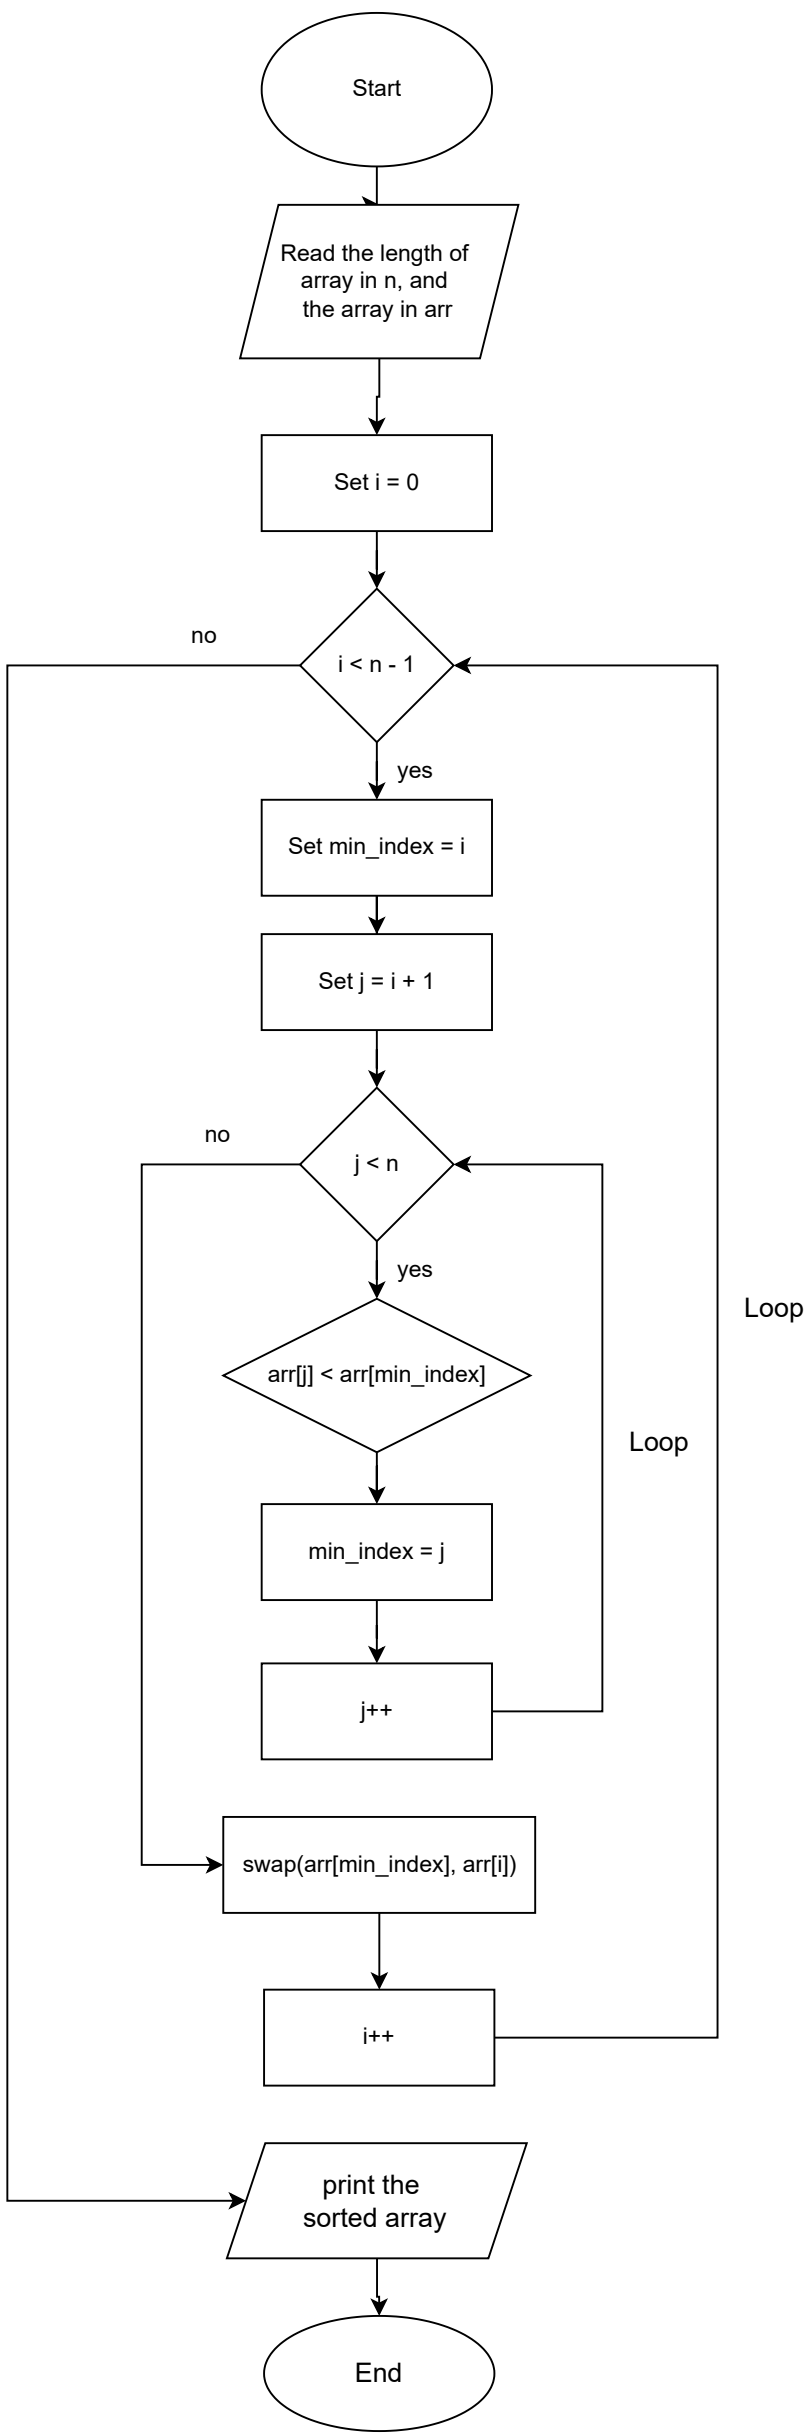 Start
Read the length of
array in n, and
the array in arr
Set i = 0
no
i < n - 1
yes
Set min_index = i
Set j = i + 1
no
j < n
yes
Loop
arr[j] < arr[min_index]
Loop
min_index = j
j++
swap(arr[min_index], arr[i])
i++
print the
sorted array
End